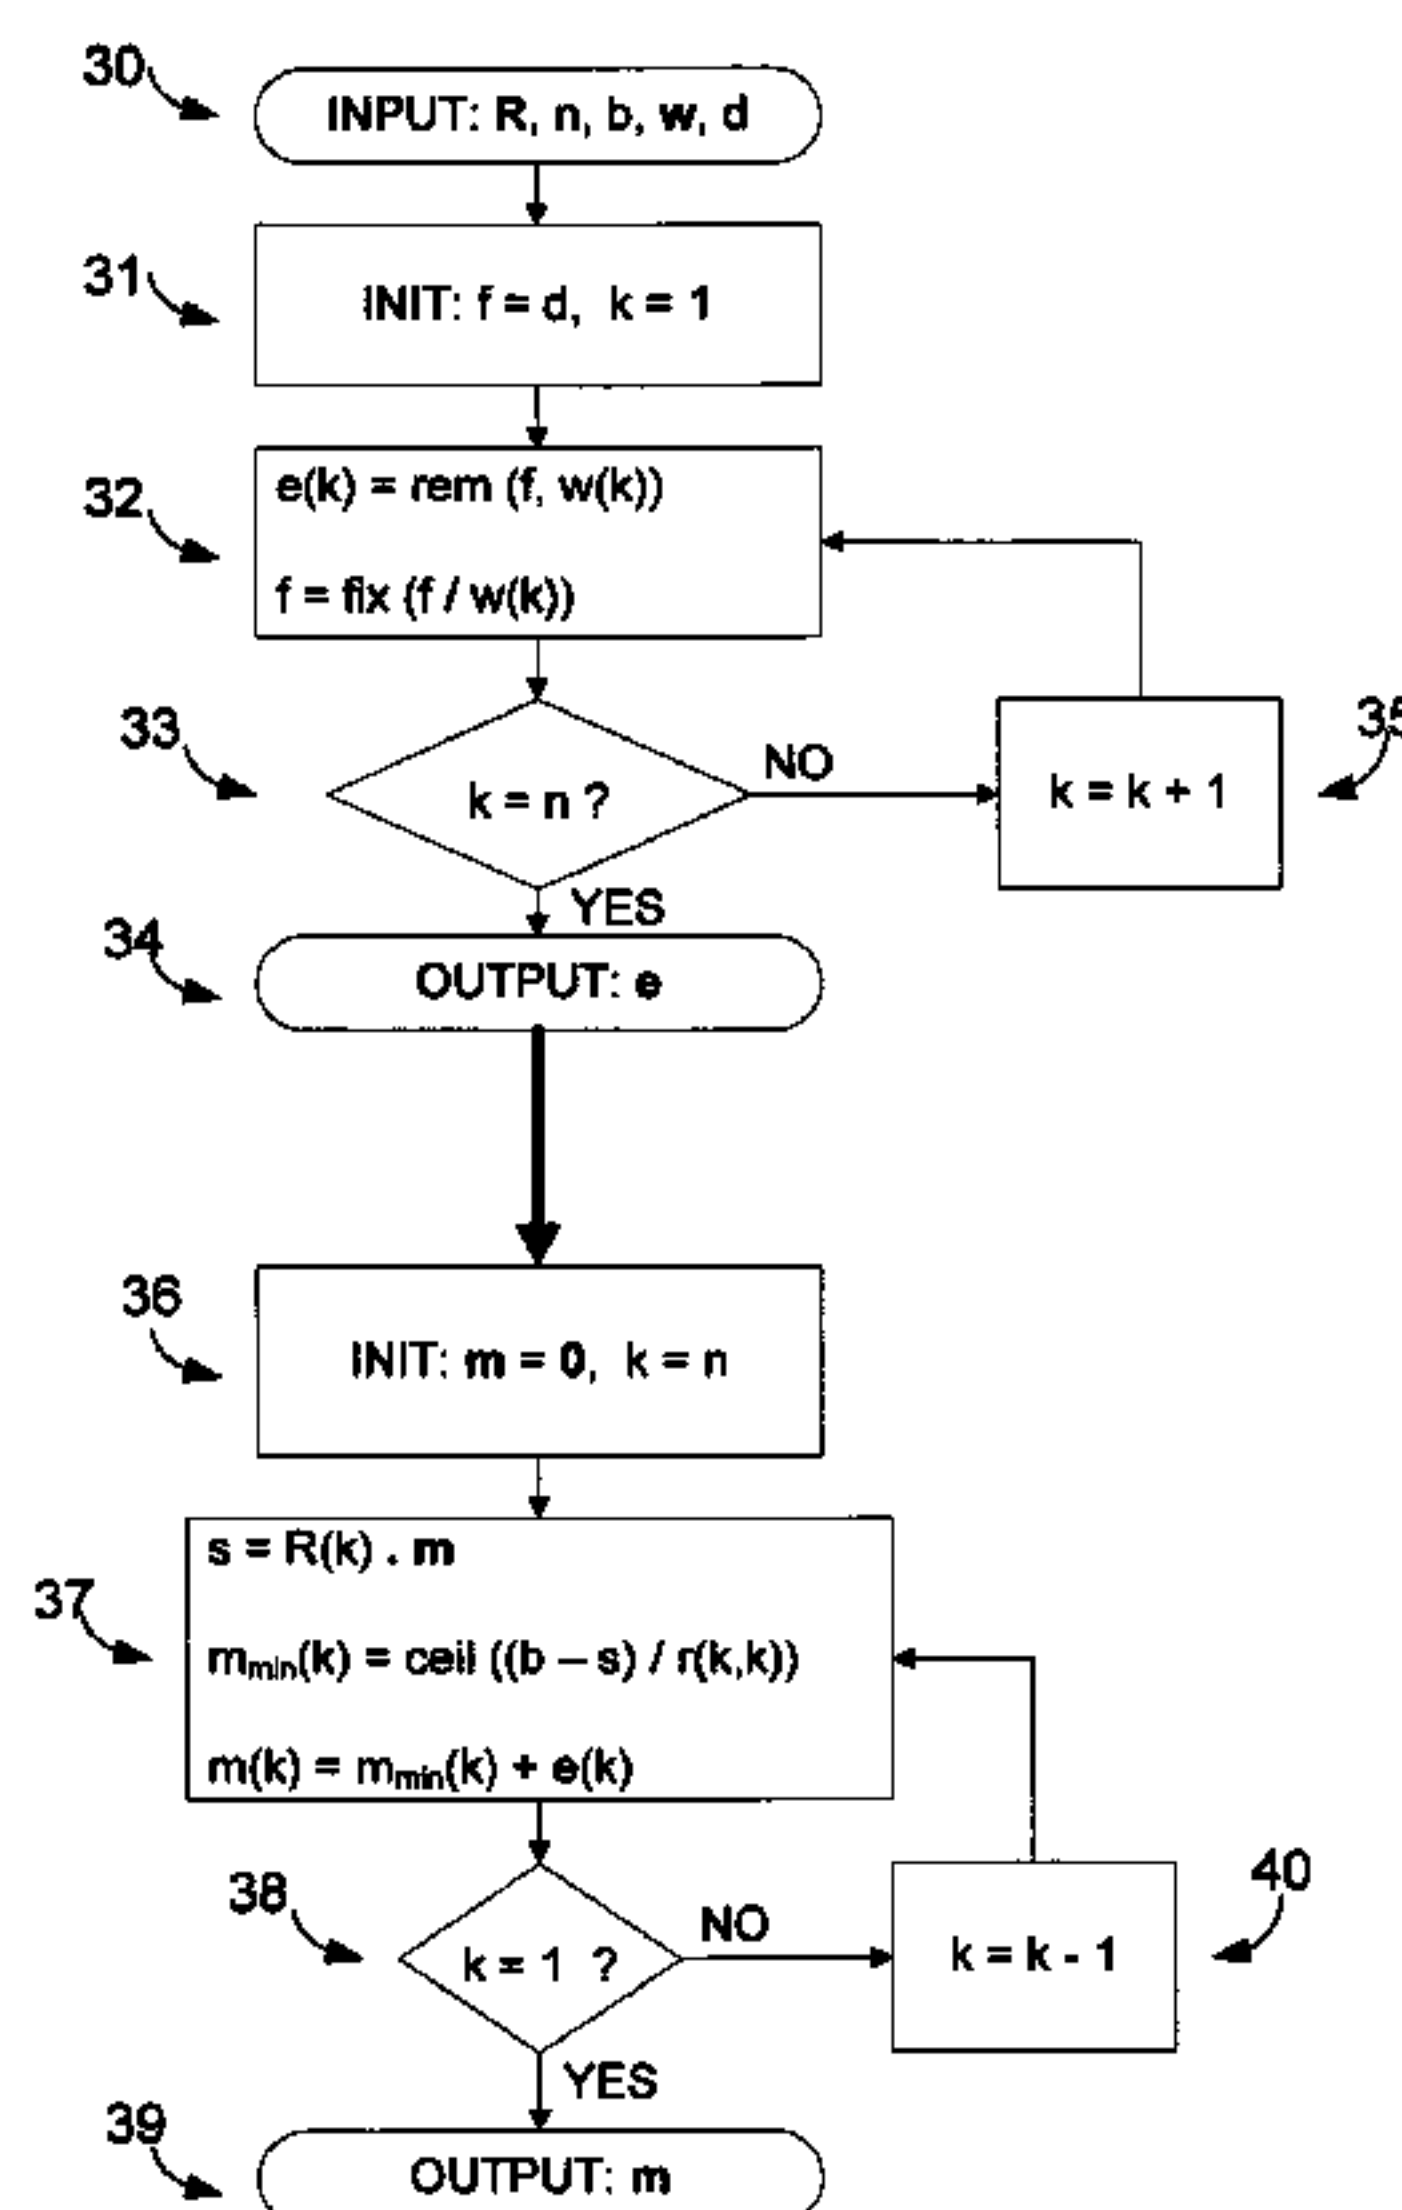 30
INPUT: R, n, b, w, d
31
INIT: f = d, k = 1
32
e(k) = rem (f, w(k))
f = fix (f / w(k))
33
k = n ?
NO
k = k + 1
35
YES
34
OUTPUT: e
36
INIT: m = 0, k = n
37
s = R(k) . m
mmin(k) = ceil ((b – s) / r(k,k))
m(k) = mmin(k) + e(k)
38
k = 1 ?
NO
k = k - 1
40
YES
39
OUTPUT: m